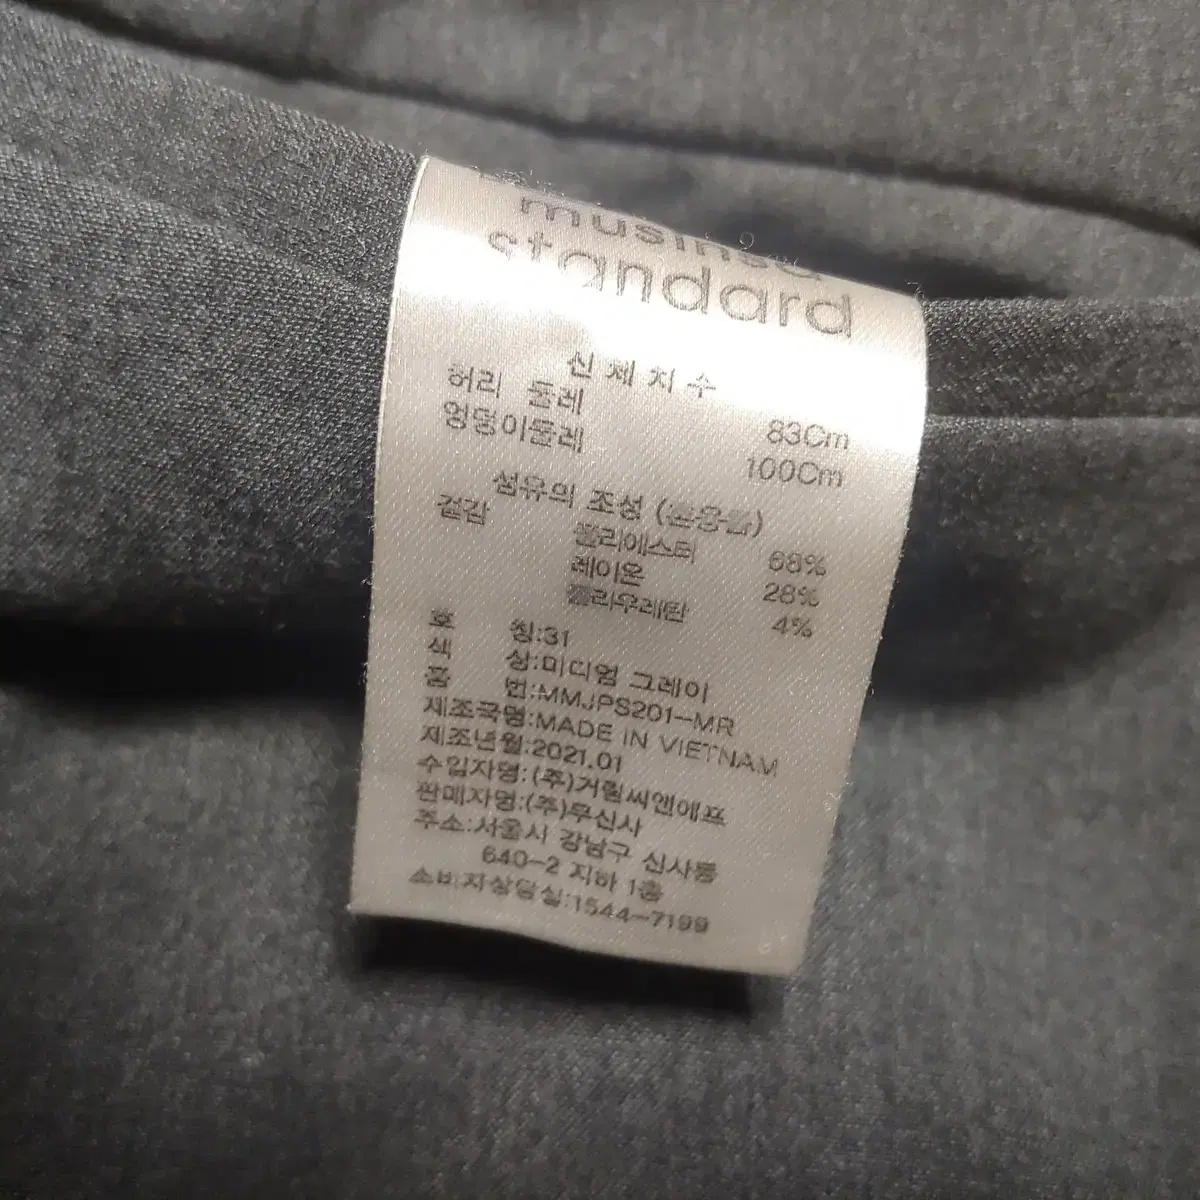 musinsa
standard
신 체 치 수
허리 둘레 83Cm
엉덩이둘레 100Cm
섬유의 조성 (혼용률)
겉감 폴리에스터 68%
레이온 28%
폴리우레탄 4%
호 칭:31
색 상:미디엄 그레이
품 번:MMJPS201-MR
제조국명:MADE IN VIETNAM
제조년월:2021.01
수입자명:(주)거림씨앤에프
판매자명:(주)무신사
주소:서울시 강남구 신사동
640-2 지하 1층
소비자상담실:1544-7199